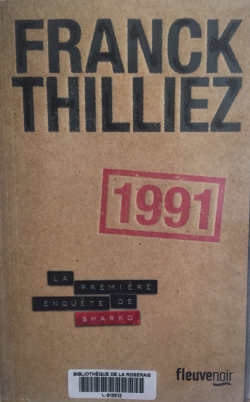 FRANCK
THILLIEZ
1991
LA
PREMIÈRE
ENQUÊTE DE
SHARKO
BIBLIOTHÈQUE DE LA ROSERAIE
fleuvenoir